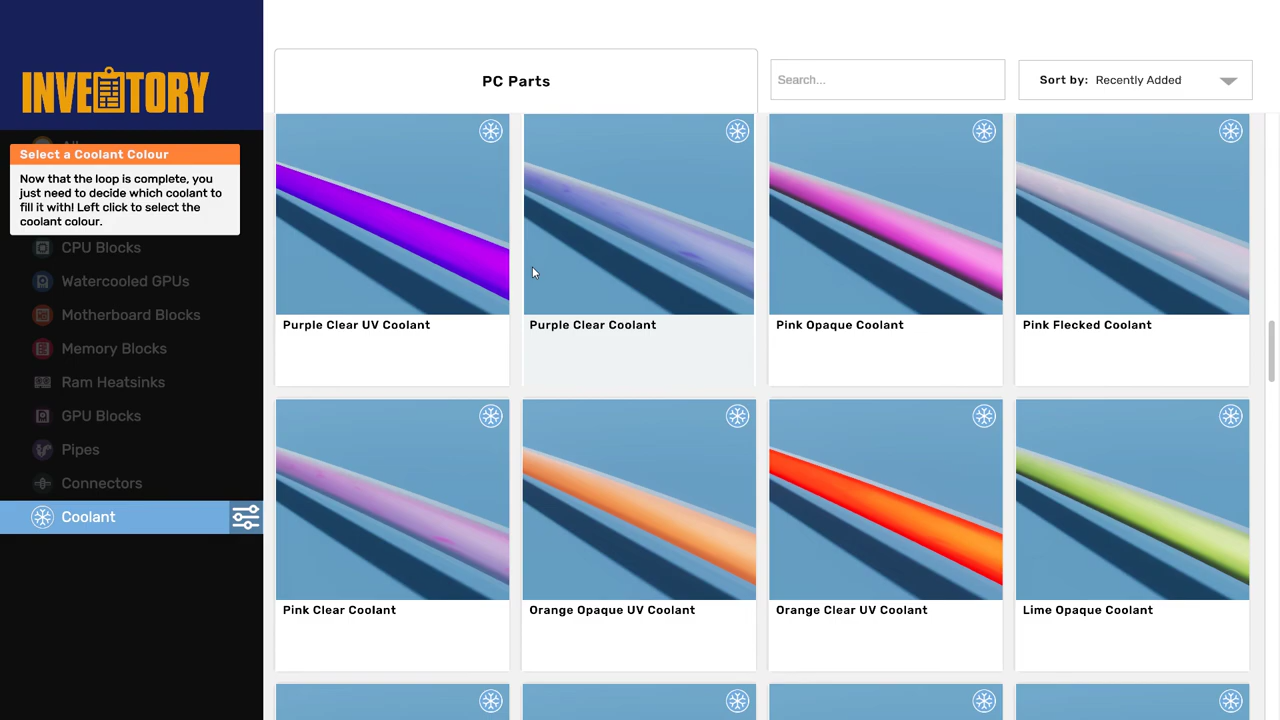 INVENTORY
PC Parts
Search...
Sort by: Recently Added
Select a Coolant Colour
Now that the loop is complete, you
just need to decide which coolant to
fill it with! Left click to select the
coolant colour.
CPU Blocks
Watercooled GPUs
Motherboard Blocks
Memory Blocks
Ram Heatsinks
GPU Blocks
Pipes
Connectors
Coolant
Purple Clear UV Coolant
Purple Clear Coolant
Pink Opaque Coolant
Pink Flecked Coolant
Pink Clear Coolant
Orange Opaque UV Coolant
Orange Clear UV Coolant
Lime Opaque Coolant